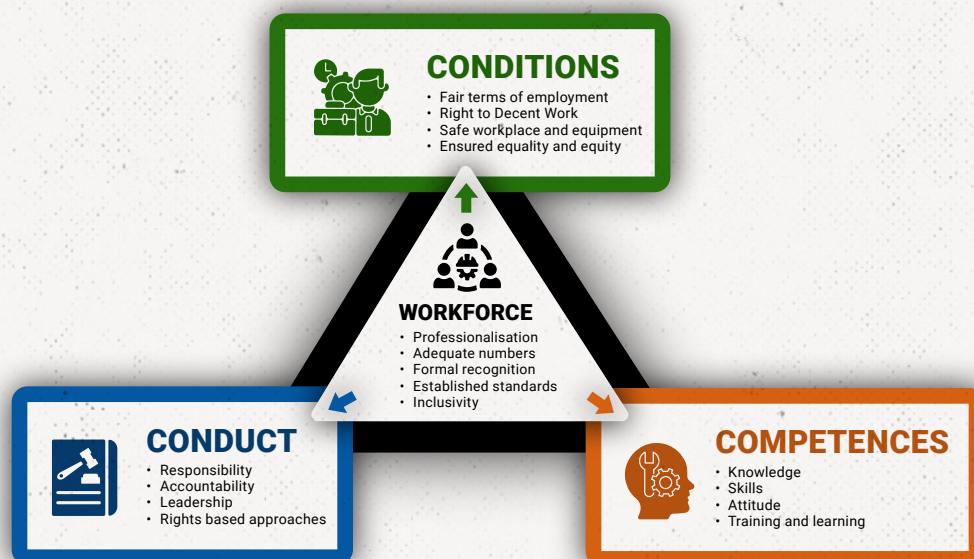 CONDITIONS
• Fair terms of employment
• Right to Decent Work
• Safe workplace and equipment
• Ensured equality and equity
WORKFORCE
• Professionalisation
• Adequate numbers
• Formal recognition
• Established standards
• Inclusivity
CONDUCT
• Responsibility
• Accountability
• Leadership
• Rights based approaches
COMPETENCES
• Knowledge
• Skills
• Attitude
• Training and learning